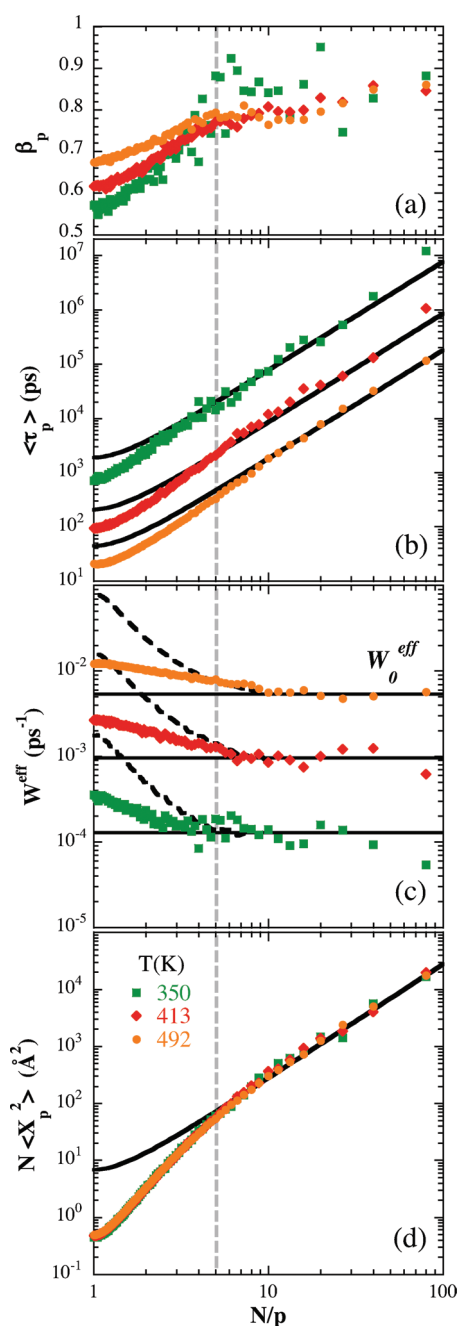 1
0.9
0.8
β_p
0.7
0.6
(a)
0.5
10^7
10^6
10^5
<τ_p> (ps)
10^4
10^3
10^2
(b)
10^1
W_0^eff
10^-2
W^eff (ps^-1)
10^-3
10^-4
(c)
10^-5
T(K)
10^4
350
413
10^3
492
N <X_p^2> (Å^2)
10^2
10^1
10^0
(d)
10^-1
1 10 100
N/p